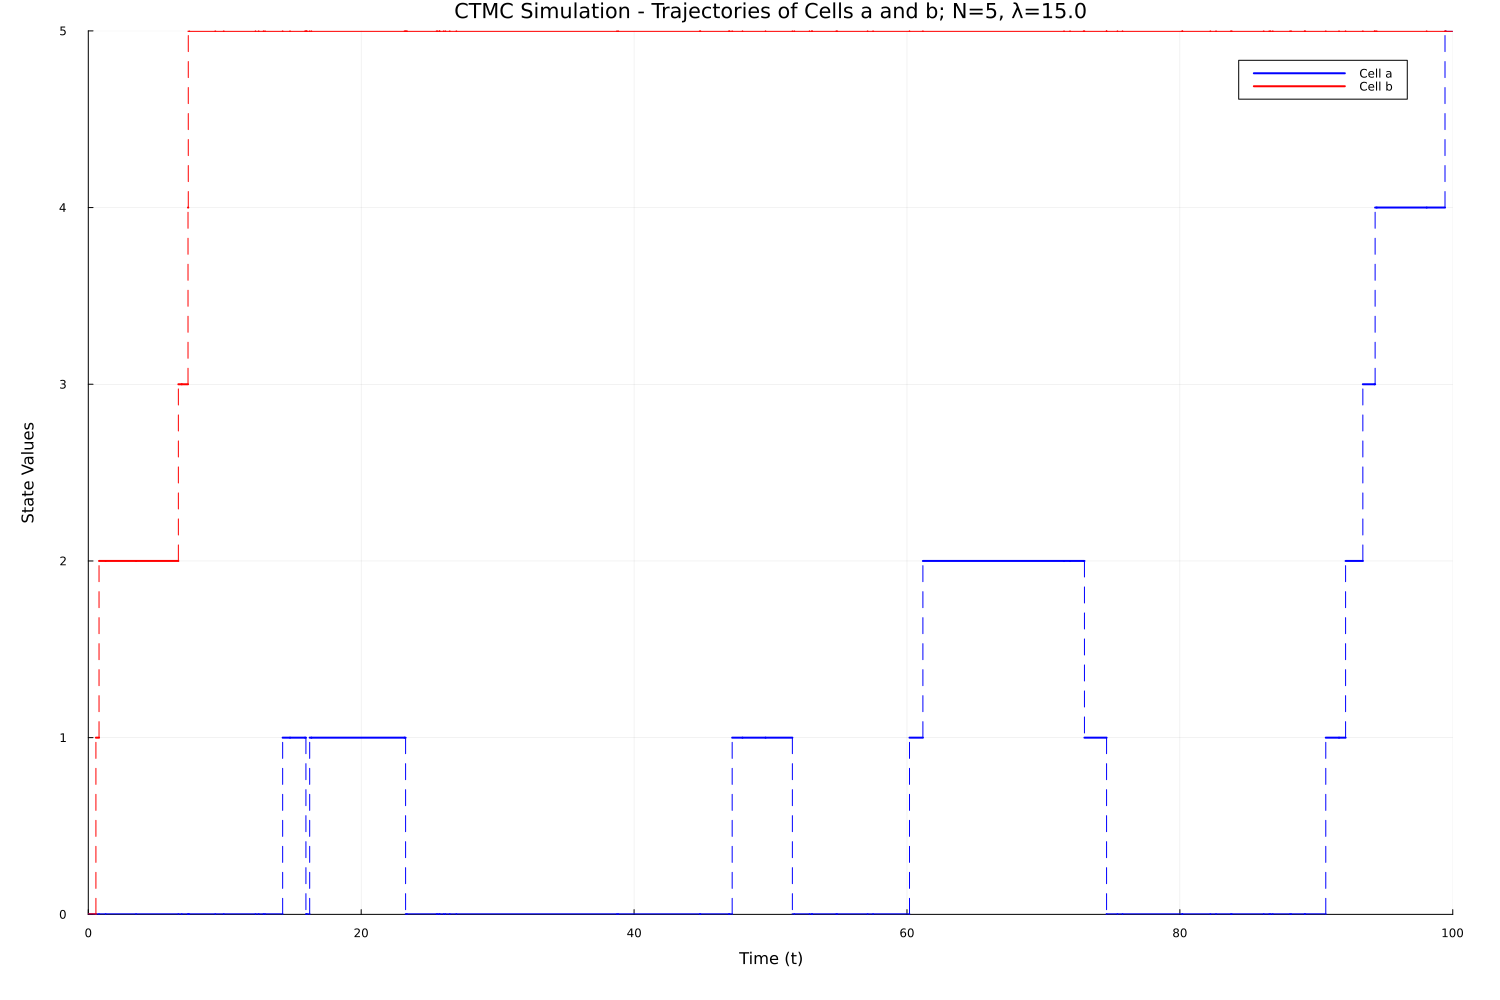 CTMC Simulation - Trajectories of Cells a and b; N=5, λ=15.0
5
Cell a
Cell b
4
3
State Values
2
1
0
0 20 40 60 80 100
Time (t)